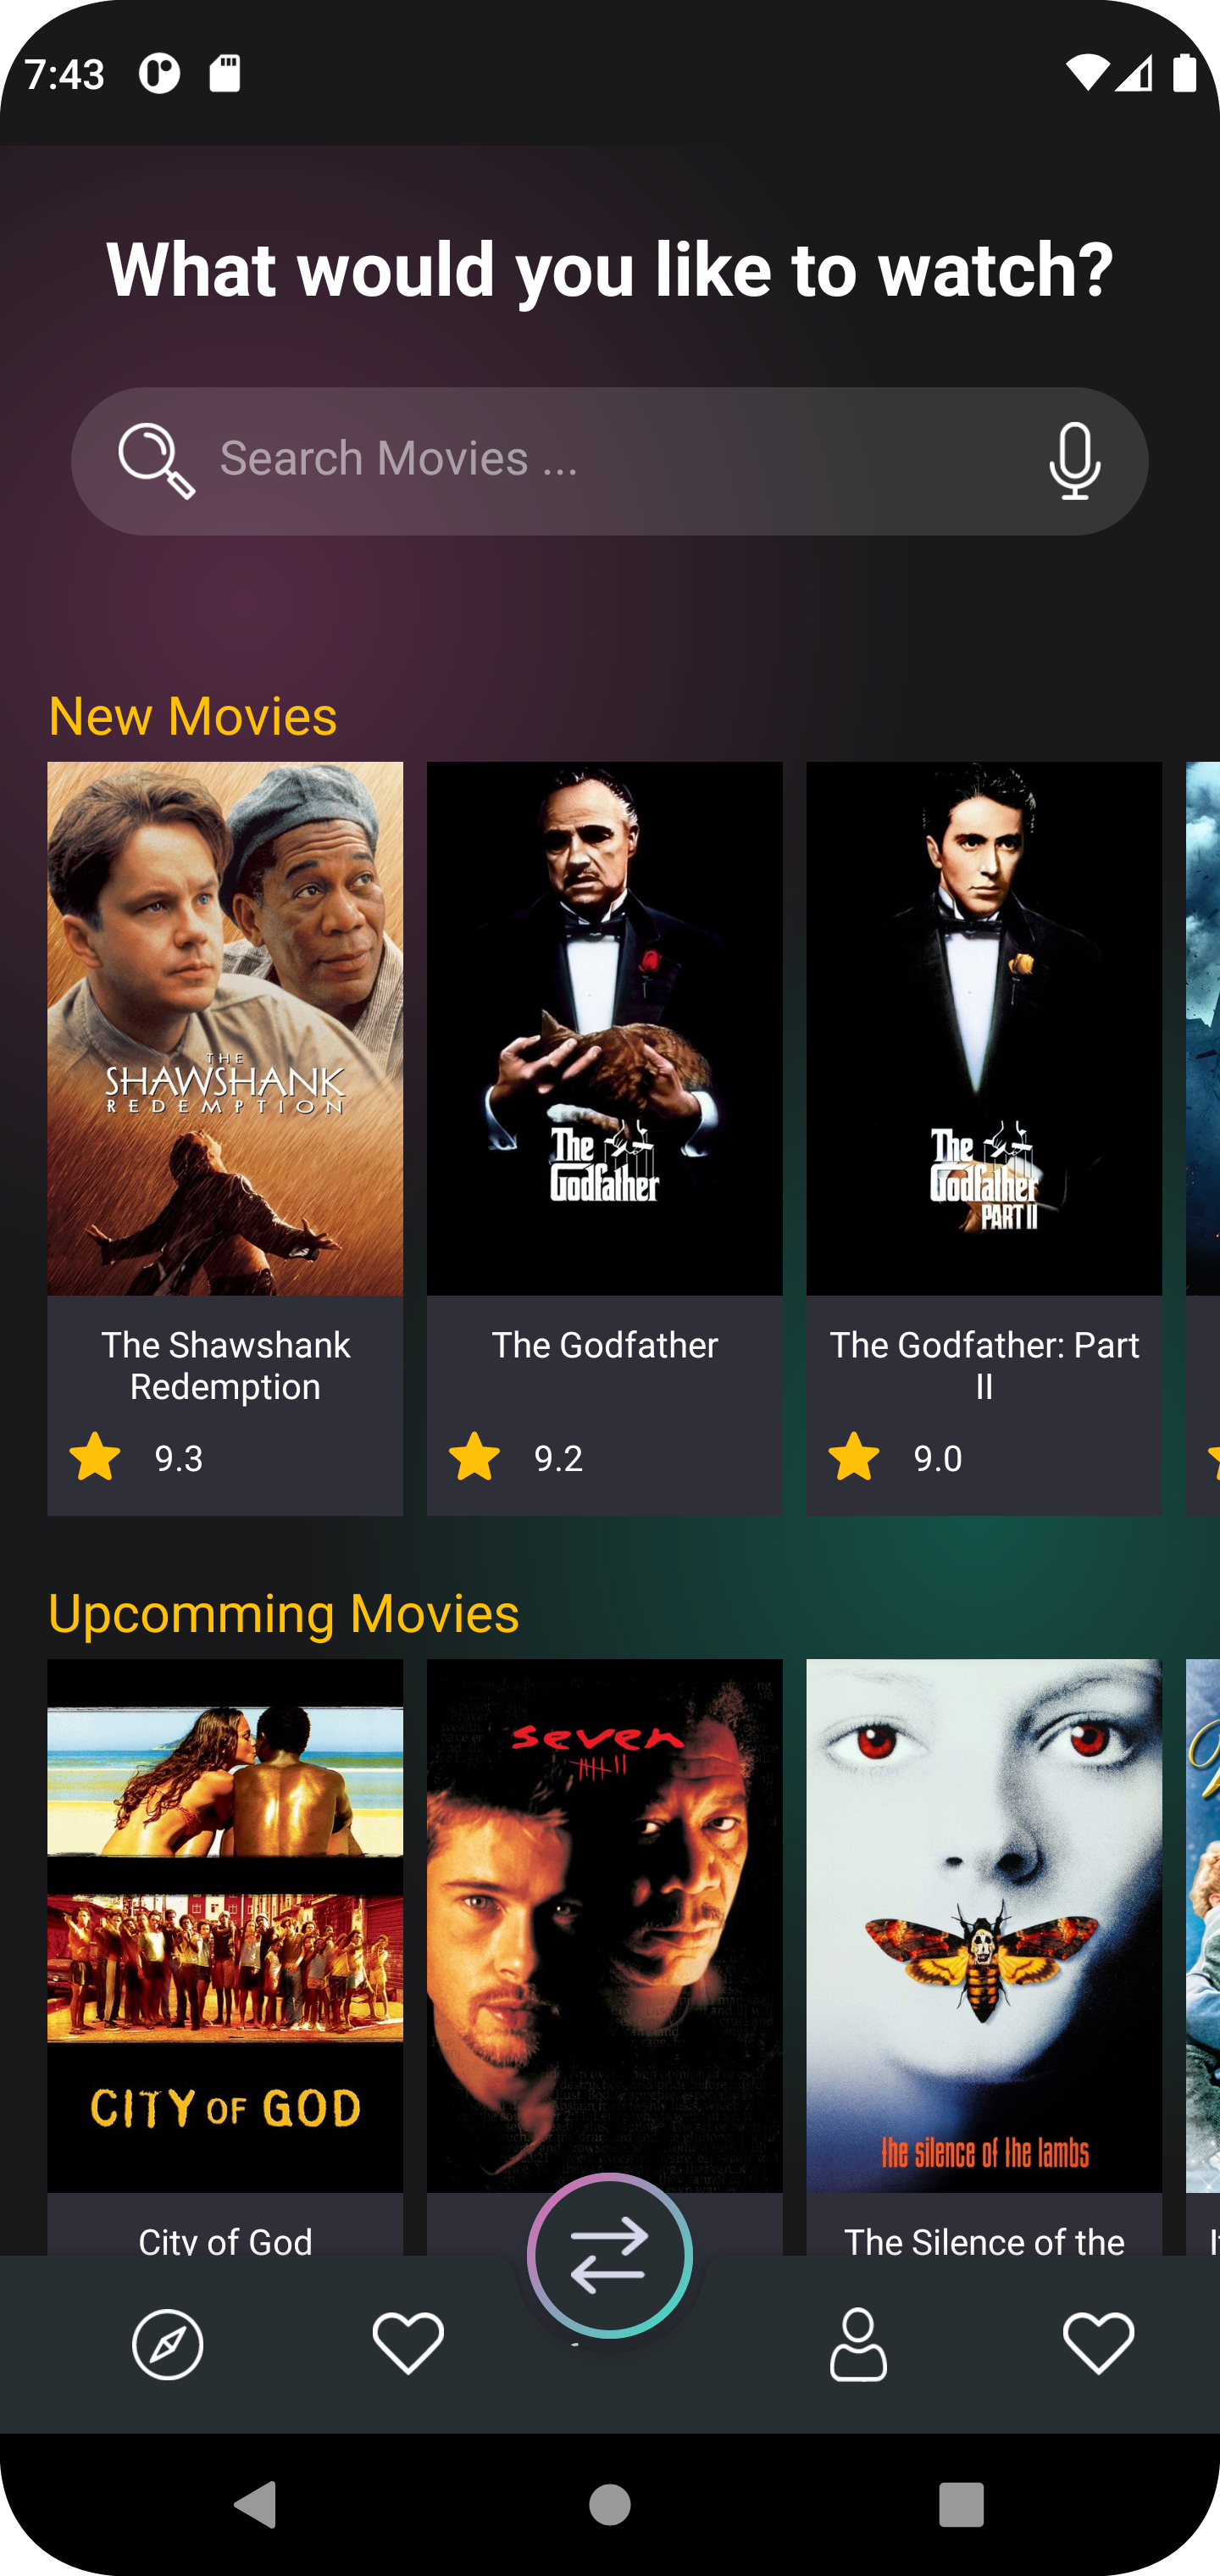 7:43
What would you like to watch?
Search Movies ...
New Movies
THE
SHAWSHANK
REDEMPTION
The
Godfather
The
Godfather
PART II
The Shawshank
Redemption
The Godfather
The Godfather: Part
II
9.3
9.2
9.0
Upcomming Movies
seven
CITY OF GOD
the silence of the lambs
City of God
The Silence of the